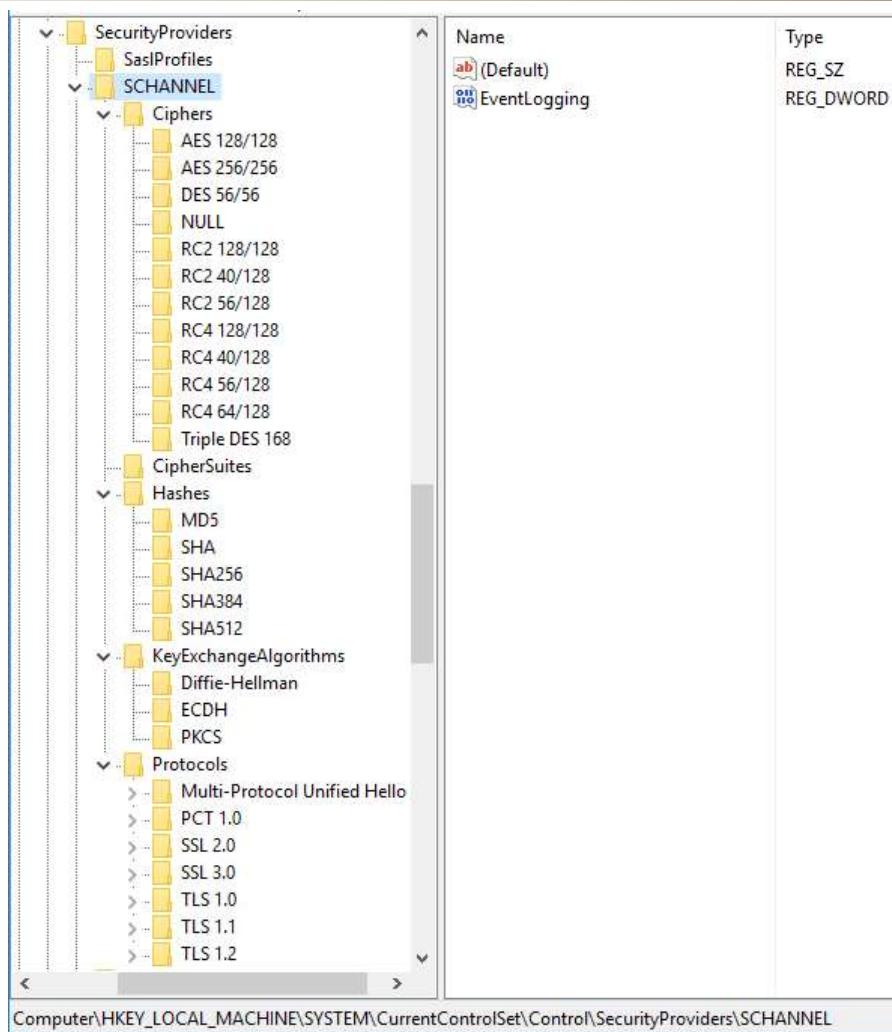 SecurityProviders
SaslProfiles
SCHANNEL
Ciphers
AES 128/128
AES 256/256
DES 56/56
NULL
RC2 128/128
RC2 40/128
RC2 56/128
RC4 128/128
RC4 40/128
RC4 56/128
RC4 64/128
Triple DES 168
CipherSuites
Hashes
MD5
SHA
SHA256
SHA384
SHA512
KeyExchangeAlgorithms
Diffie-Hellman
ECDH
PKCS
Protocols
Multi-Protocol Unified Hello
PCT 1.0
SSL 2.0
SSL 3.0
TLS 1.0
TLS 1.1
TLS 1.2
Name Type
(Default) REG_SZ
EventLogging REG_DWORD
Computer\HKEY_LOCAL_MACHINE\SYSTEM\CurrentControlSet\Control\SecurityProviders\SCHANNEL